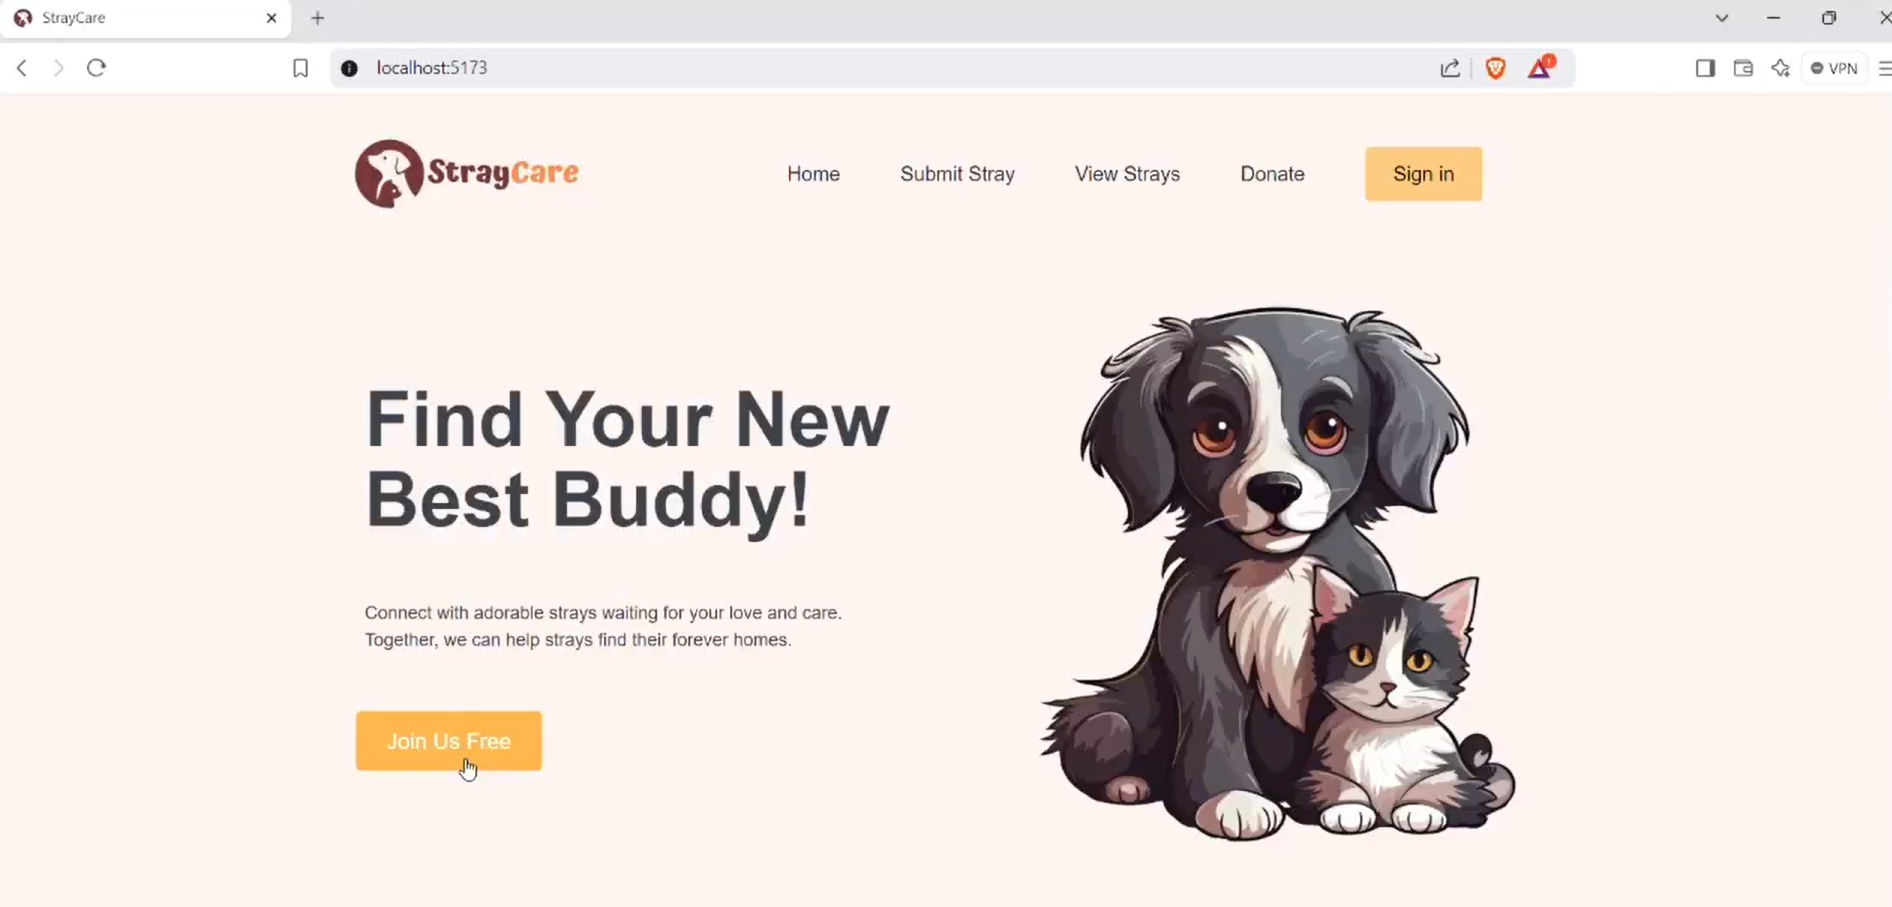 StrayCare
localhost:5173
VPN
StrayCare
Home
Submit Stray
View Strays
Donate
Sign in
Find Your New
Best Buddy!
Connect with adorable strays waiting for your love and care.
Together, we can help strays find their forever homes.
Join Us Free